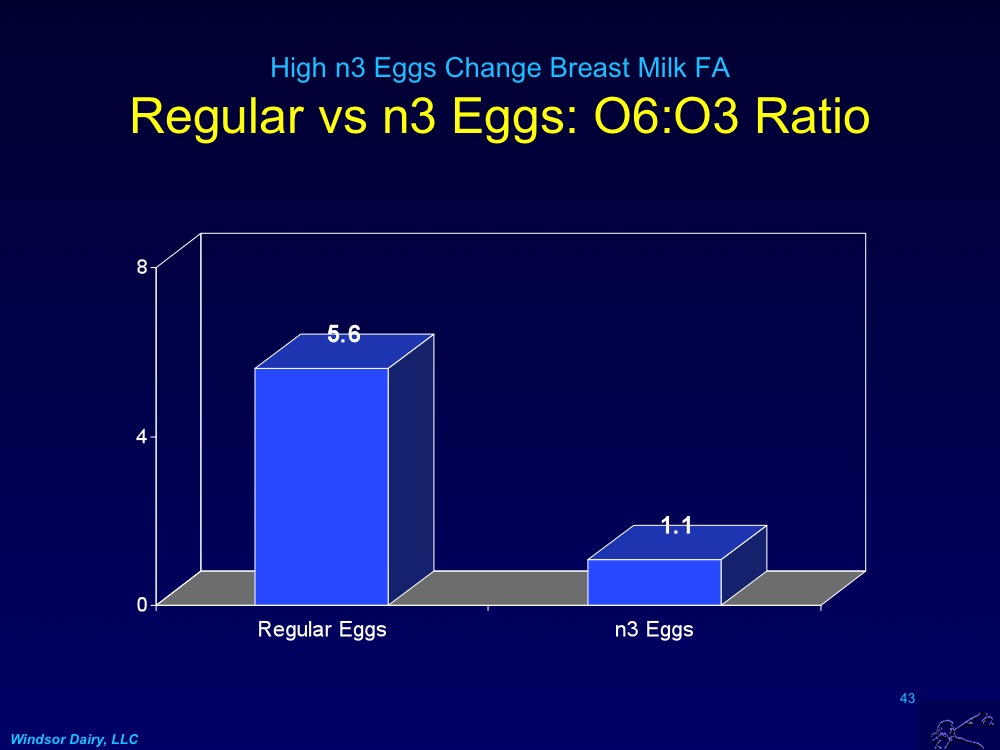 High n3 Eggs Change Breast Milk FA
Regular vs n3 Eggs: O6:O3 Ratio
8
5.6
4
1.1
0
Regular Eggs n3 Eggs
43
Windsor Dairy, LLC